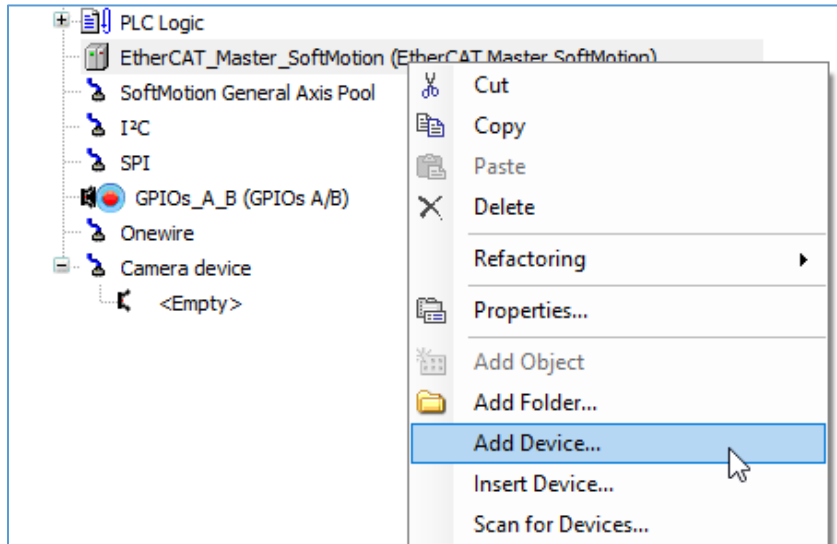 PLC Logic
EtherCAT_Master_SoftMotion (EtherCAT Master SoftMotion)
SoftMotion General Axis Pool
I²C
SPI
GPIOs_A_B (GPIOs A/B)
Onewire
Camera device
<Empty>
Cut
Copy
Paste
Delete
Refactoring
Properties...
Add Object
Add Folder...
Add Device...
Insert Device...
Scan for Devices...